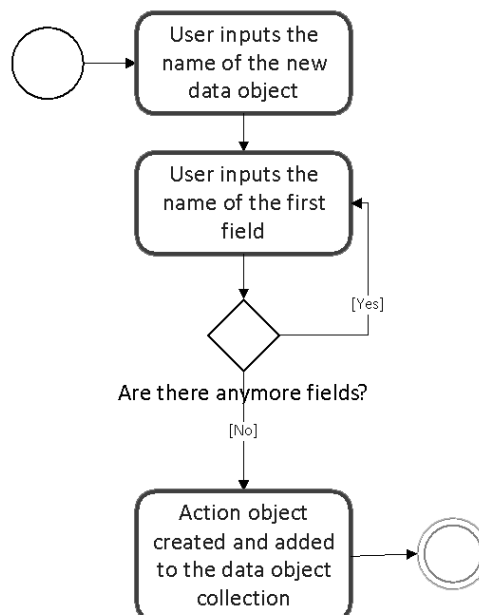 User inputs the
name of the new
data object
User inputs the
name of the first
field
[Yes]
Are there anymore fields?
[No]
Action object
created and added
to the data object
collection